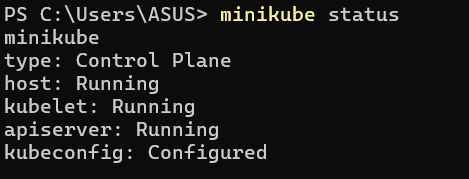 PS C:\Users\ASUS> minikube status
minikube
type: Control Plane
host: Running
kubelet: Running
apiserver: Running
kubeconfig: Configured